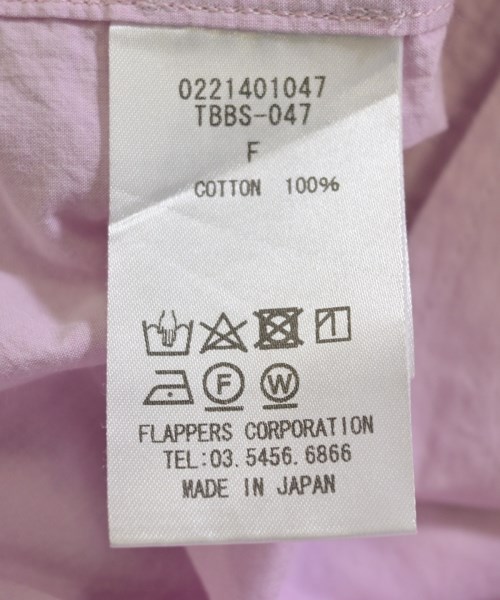 0221401047
TBBS-047
F
COTTON 100%
F W
FLAPPERS CORPORATION
TEL:03.5456.6866
MADE IN JAPAN